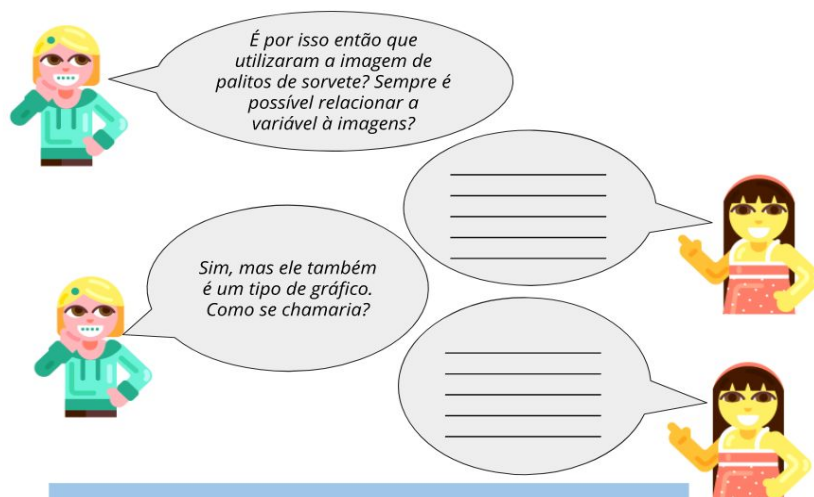 É por isso então que
utilizaram a imagem de
palitos de sorvete? Sempre é
possível relacionar a
variável à imagens?
Sim, mas ele também
é um tipo de gráfico.
Como se chamaria?